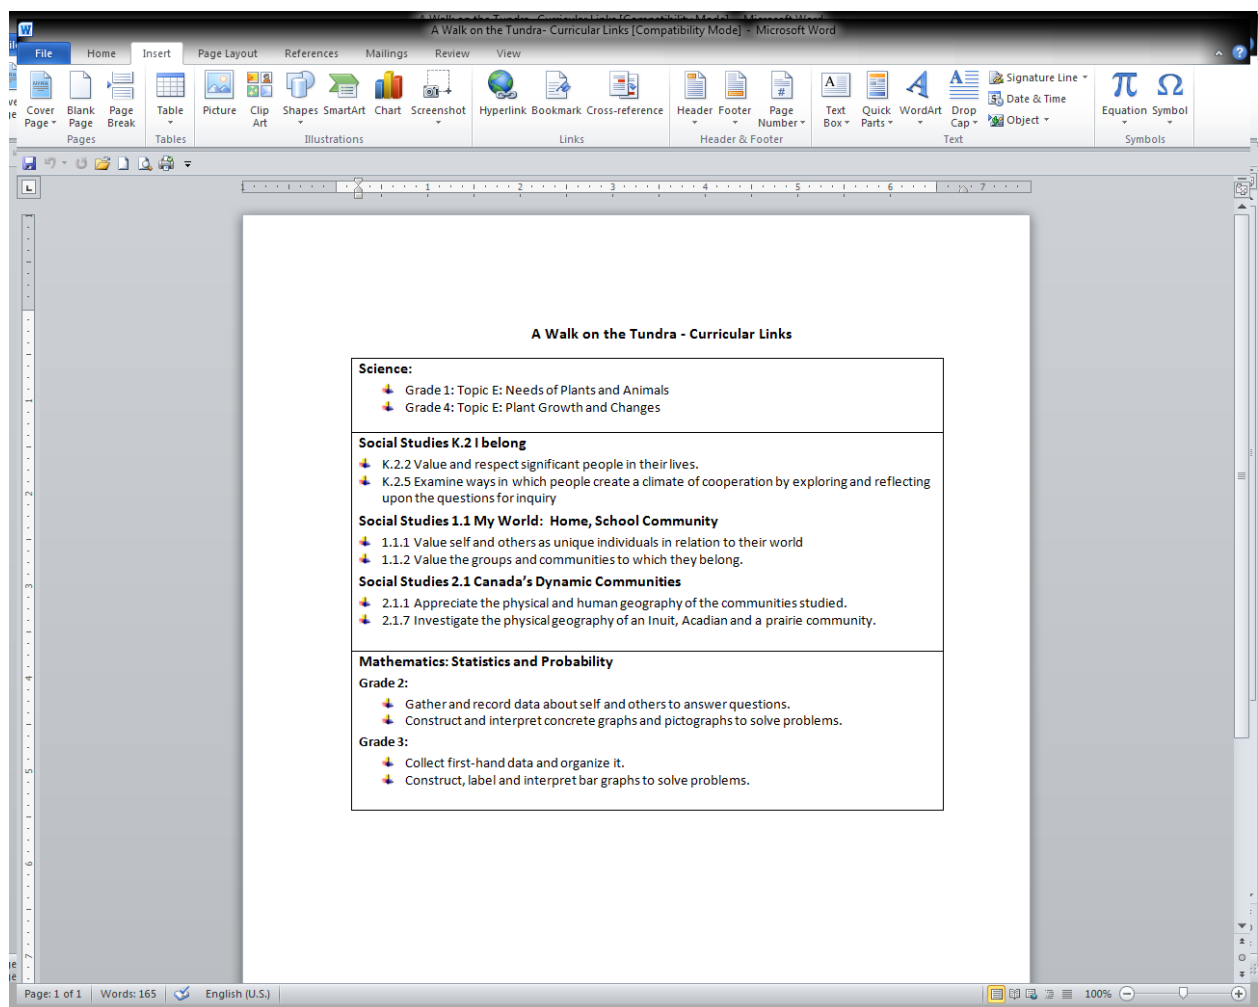 A Walk on the Tundra- Curricular Links [Compatibility Mode] - Microsoft Word
File Home Insert Page Layout References Mailings Review View
Cover Page Blank Page Page Break Table Picture Clip Art Shapes SmartArt Chart Screenshot Hyperlink Bookmark Cross-reference Header Footer Page Number Text Box Quick Parts WordArt Drop Cap Signature Line Date & Time Object Equation Symbol
Pages Tables Illustrations Links Header & Footer Text Symbols
1 1 2 3 4 5 6 7
A Walk on the Tundra - Curricular Links
Science:
Grade 1: Topic E: Needs of Plants and Animals
Grade 4: Topic E: Plant Growth and Changes
Social Studies K.2 I belong
K.2.2 Value and respect significant people in their lives.
K.2.5 Examine ways in which people create a climate of cooperation by exploring and reflecting
upon the questions for inquiry
Social Studies 1.1 My World:  Home, School Community
1.1.1 Value self and others as unique individuals in relation to their world
1.1.2 Value the groups and communities to which they belong.
Social Studies 2.1 Canada's Dynamic Communities
2.1.1 Appreciate the physical and human geography of the communities studied.
2.1.7 Investigate the physical geography of an Inuit, Acadian and a prairie community.
Mathematics: Statistics and Probability
Grade 2:
Gather and record data about self and others to answer questions.
Construct and interpret concrete graphs and pictographs to solve problems.
Grade 3:
Collect first-hand data and organize it.
Construct, label and interpret bar graphs to solve problems.
Page: 1 of 1 Words: 165 English (U.S.) 100%